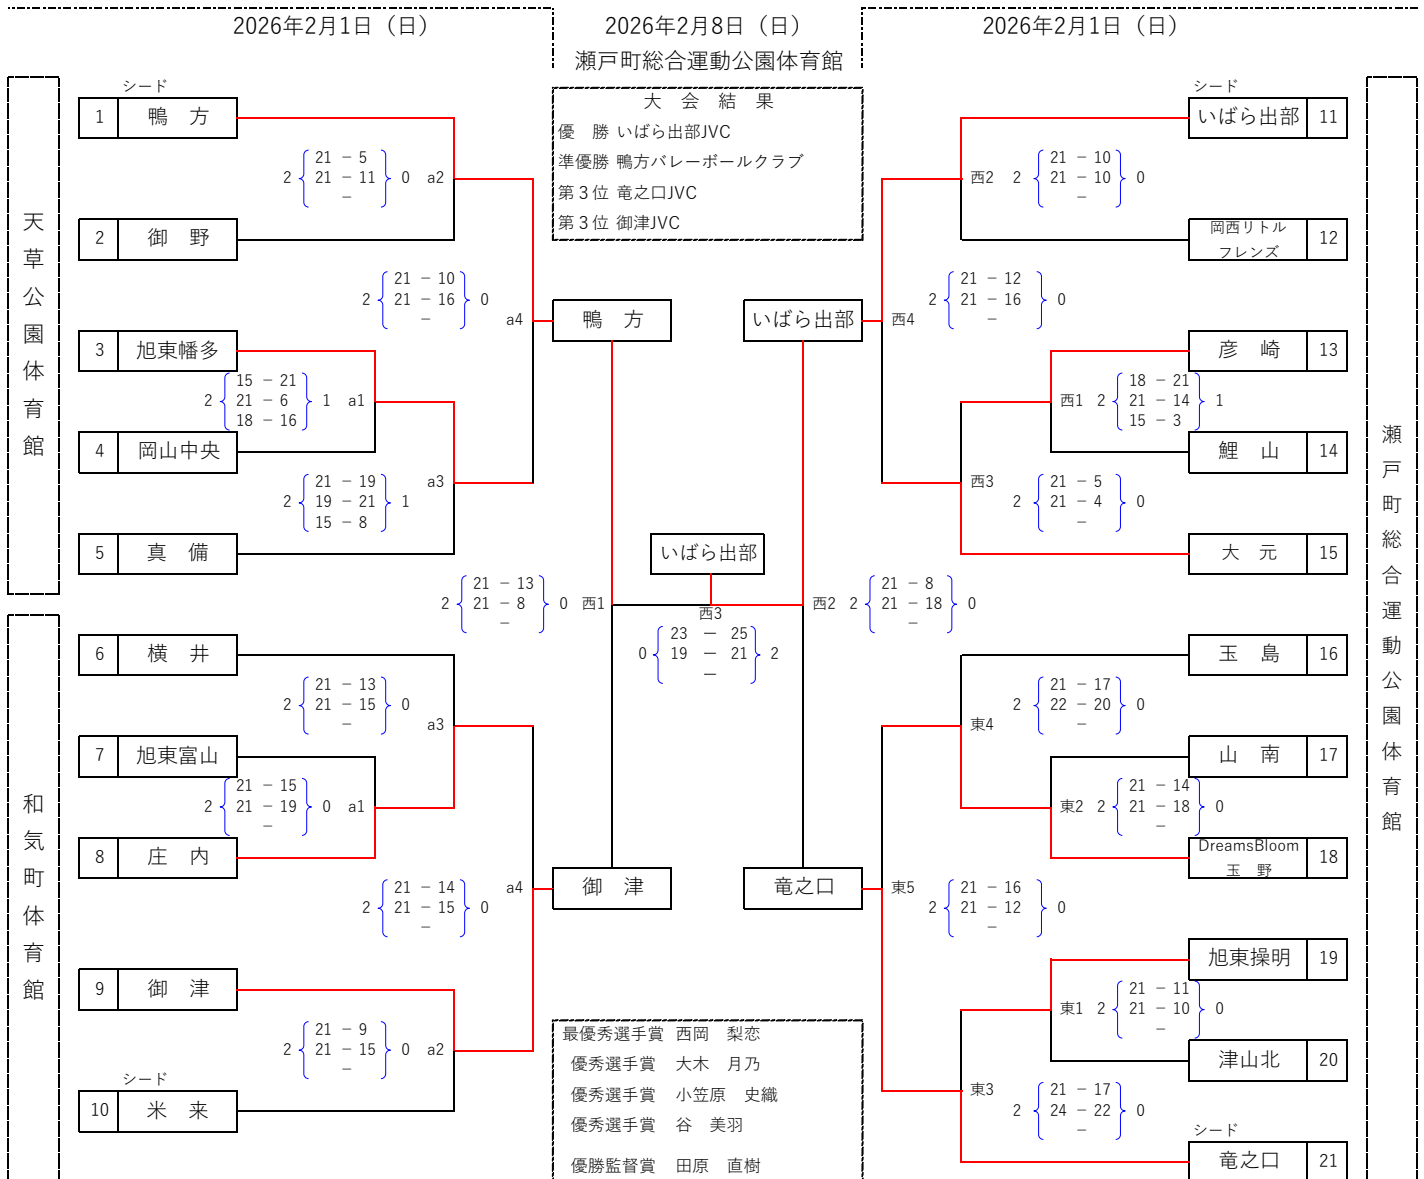 2026年2月1日（日）
2026年2月8日（日）
2026年2月1日（日）
瀬戸町総合運動公園体育館
天草公園体育館
和気町体育館
シード
1 鴨　方
21 － 5
2 21 － 11 0 a2
－
2 御　野
21 － 10
2 21 － 16 0
－
a4
3 旭東幡多
15 － 21
2 21 － 6 1 a1
18 － 16
4 岡山中央
21 － 19 a3
2 19 － 21 1
15 － 8
5 真　備
6 横　井
21 － 13
2 21 － 15 0
－ a3
7 旭東富山
21 － 15
2 21 － 19 0 a1
－
8 庄　内
21 － 14 a4
2 21 － 15 0
－
9 御　津
21 － 9
2 21 － 15 0 a2
－
シード
10 米　来
大　会　結　果
優　勝 いばら出部JVC
準優勝 鴨方バレーボールクラブ
第３位 竜之口JVC
第３位 御津JVC
鴨　方
いばら出部
いばら出部
21 － 13
2 21 － 8 0 西1
－
西3
23 － 25
0 19 － 21 2
－
21 － 8
西2 2 21 － 18 0
－
御　津
竜之口
最優秀選手賞 西岡　梨恋
優秀選手賞 大木　月乃
優秀選手賞 小笠原　史織
優秀選手賞 谷　美羽
優勝監督賞 田原　直樹
シード
いばら出部 11
21 － 10
西2 2 21 － 10 0
－
岡西リトル
フレンズ 12
21 － 12
2 21 － 16 0
西4 －
彦　崎 13
18 － 21
西1 2 21 － 14 1
15 － 3
鯉　山 14
西3 21 － 5
2 21 － 4 0
－
大　元 15
玉　島 16
21 － 17
2 22 － 20 0
東4 －
山　南 17
21 － 14
東2 2 21 － 18 0
－
DreamsBloom
玉　野 18
東5 21 － 16
2 21 － 12 0
－
旭東操明 19
21 － 11
東1 2 21 － 10 0
－
津山北 20
東3 21 － 17
2 24 － 22 0
－
シード
竜之口 21
瀬戸町総合運動公園体育館